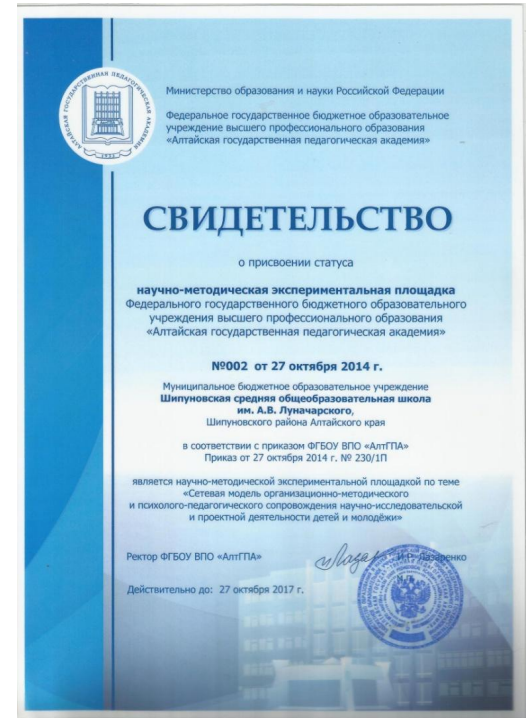 АЛТАЙСКАЯ ГОСУДАРСТВЕННАЯ ПЕДАГОГИЧЕСКАЯ АКАДЕМИЯ
Министерство образования и науки Российской Федерации
Федеральное государственное бюджетное образовательное
учреждение высшего профессионального образования
«Алтайская государственная педагогическая академия»
СВИДЕТЕЛЬСТВО
о присвоении статуса
научно-методическая экспериментальная площадка
Федерального государственного бюджетного образовательного
учреждения высшего профессионального образования
«Алтайская государственная педагогическая академия»
№002 от 27 октября 2014 г.
Муниципальное бюджетное образовательное учреждение
Шипуновская средняя общеобразовательная школа
им. А.В. Луначарского,
Шипуновского района Алтайского края
в соответствии с приказом ФГБОУ ВПО «АлтГПА»
Приказ от 27 октября 2014 г. № 230/1П
является научно-методической экспериментальной площадкой по теме
«Сетевая модель организационно-методического
и психолого-педагогического сопровождения научно-исследовательской
и проектной деятельности детей и молодёжи»
Ректор ФГБОУ ВПО «АлтГПА»
И.Р. Лазаренко
Действительно до: 27 октября 2017 г.